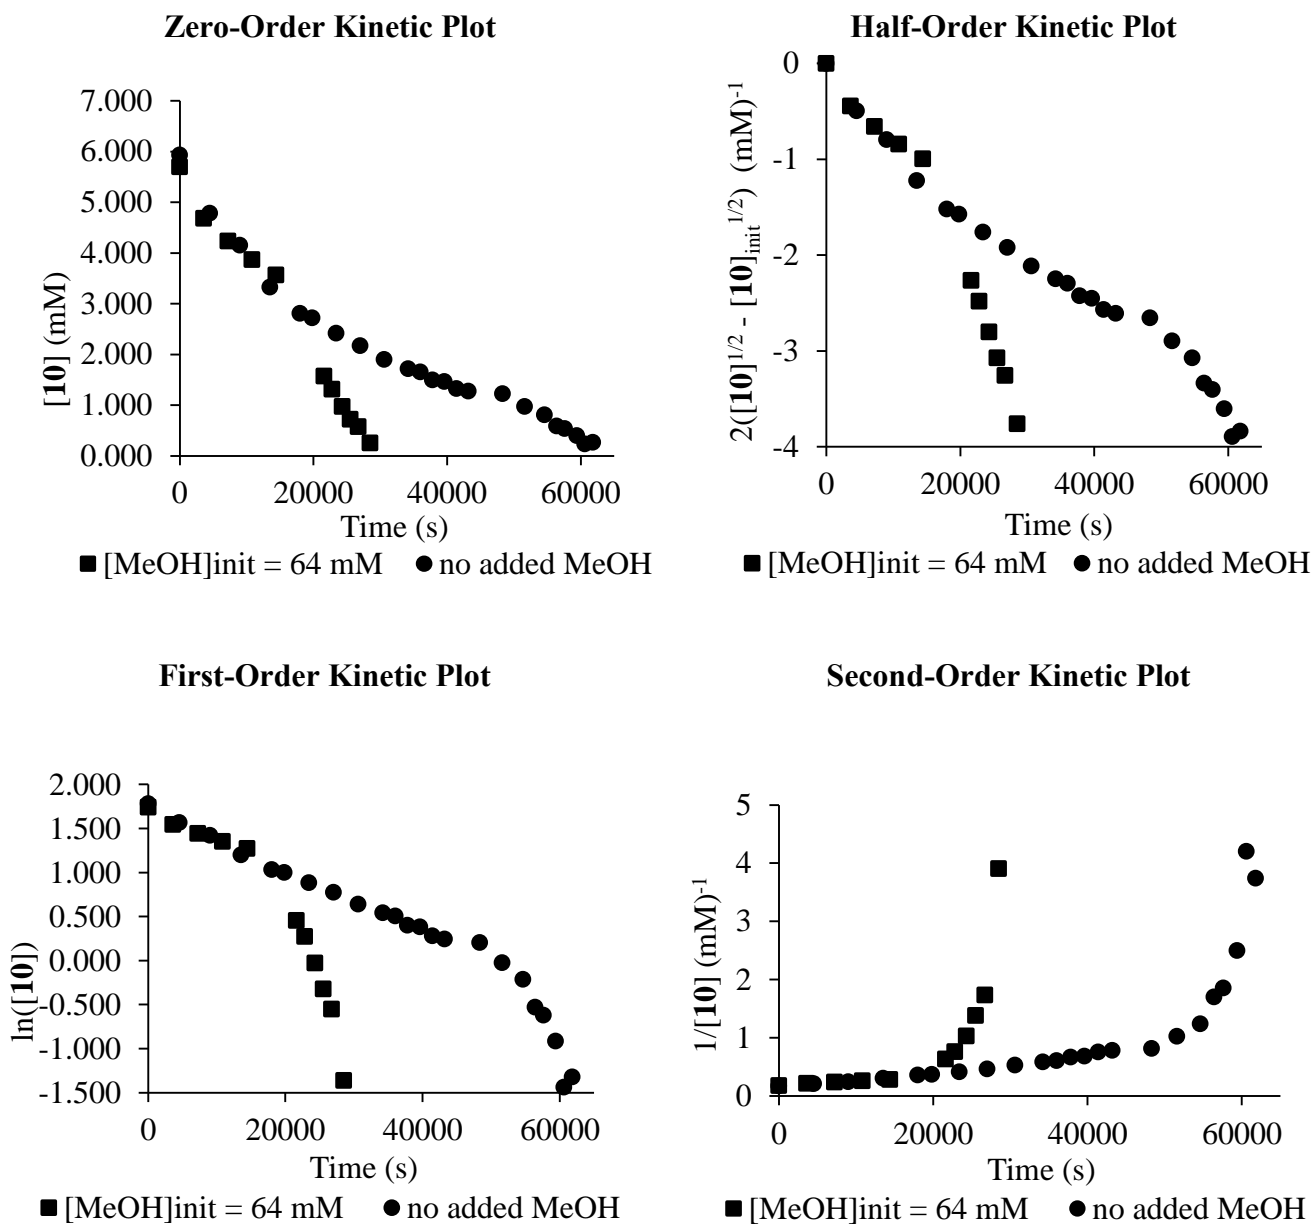 Zero-Order Kinetic Plot
[10] (mM)
7.000
6.000
5.000
4.000
3.000
2.000
1.000
0.000
0 20000 40000 60000
Time (s)
[MeOH]init = 64 mM no added MeOH
Half-Order Kinetic Plot
2([10]^1/2 - [10]init^1/2) (mM)^-1
0
-1
-2
-3
-4
0 20000 40000 60000
Time (s)
[MeOH]init = 64 mM no added MeOH
First-Order Kinetic Plot
ln([10])
2.000
1.500
1.000
0.500
0.000
-0.500
-1.000
-1.500
0 20000 40000 60000
Time (s)
[MeOH]init = 64 mM no added MeOH
Second-Order Kinetic Plot
1/[10] (mM)^-1
5
4
3
2
1
0
0 20000 40000 60000
Time (s)
[MeOH]init = 64 mM no added MeOH